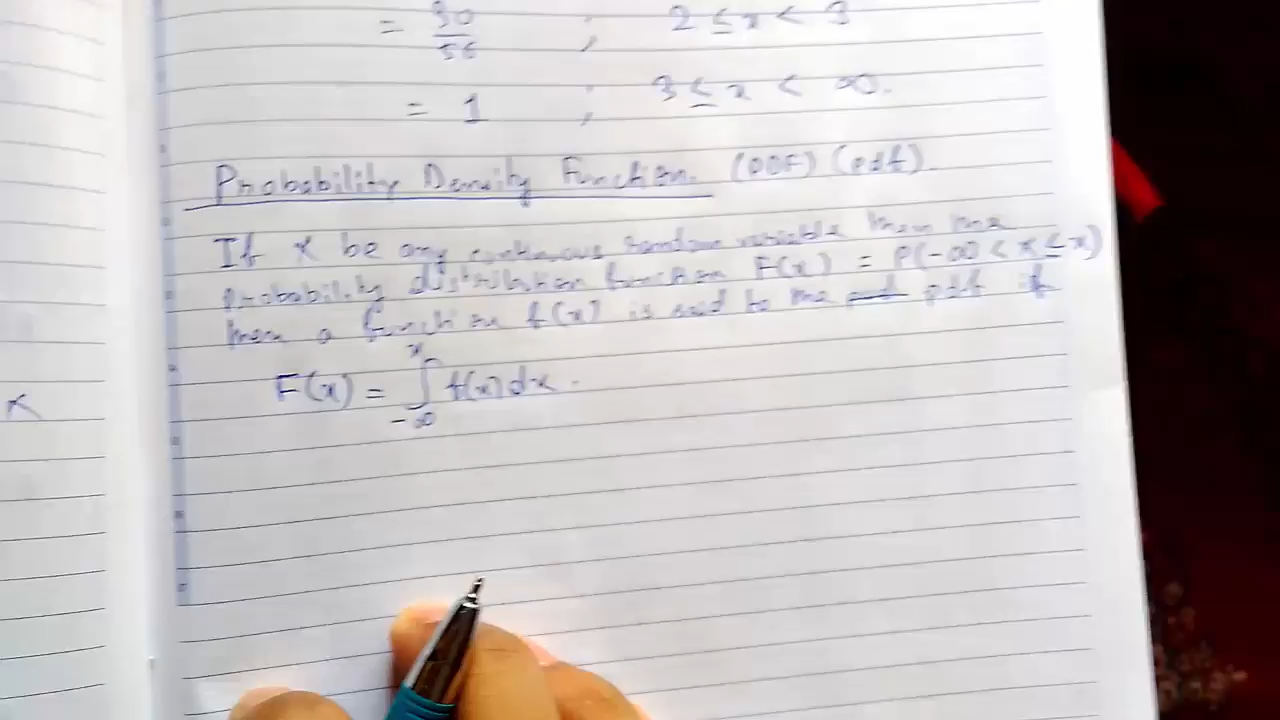 = 30/56 ; 2 ≤ x < 3
= 1 ; 3 ≤ x < ∞.
Probability Density Function. (PDF) (pdf).
If X be any continuous random variable then the
probability distribution function F(x) = P(-∞ < X ≤ x)
then a function f(x) is said to the pdf if
F(x) = ∫_{-∞}^{x} f(x) dx.
x